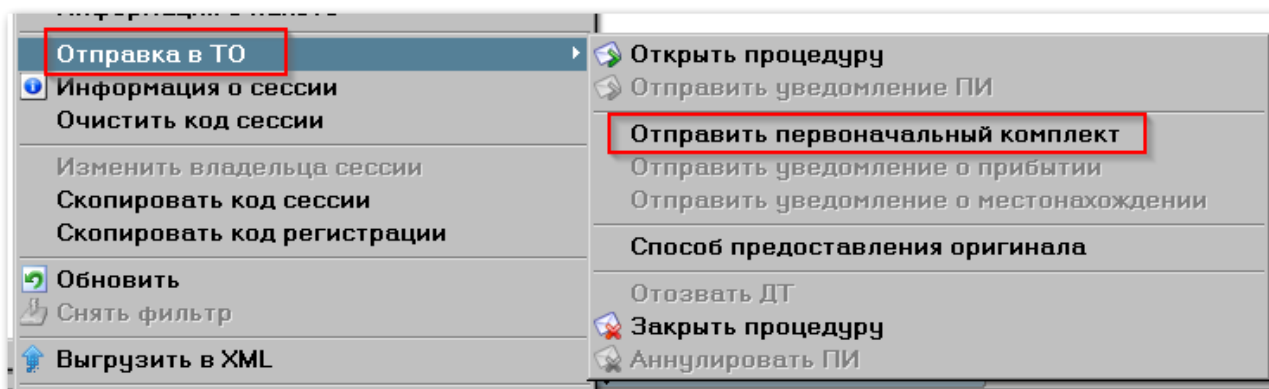 Отправка в ТО
Информация о сессии
Очистить код сессии
Изменить владельца сессии
Скопировать код сессии
Скопировать код регистрации
Обновить
Снять фильтр
Выгрузить в XML
Открыть процедуру
Отправить уведомление ПИ
Отправить первоначальный комплект
Отправить уведомление о прибытии
Отправить уведомление о местонахождении
Способ предоставления оригинала
Отозвать ДТ
Закрыть процедуру
Аннулировать ПИ